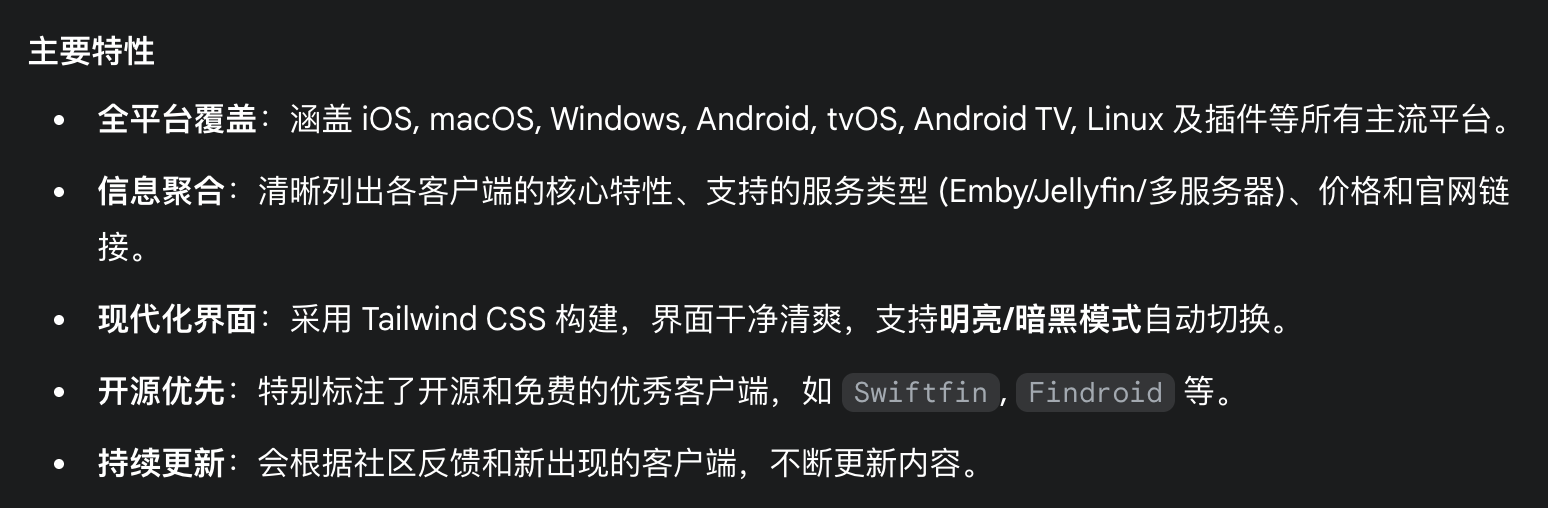 主要特性
全平台覆盖：涵盖 iOS, macOS, Windows, Android, tvOS, Android TV, Linux 及插件等所有主流平台。
信息聚合：清晰列出各客户端的核心特性、支持的服务类型 (Emby/Jellyfin/多服务器)、价格和官网链
接。
现代化界面：采用 Tailwind CSS 构建，界面干净清爽，支持明亮/暗黑模式自动切换。
开源优先：特别标注了开源和免费的优秀客户端，如 Swiftfin, Findroid 等。
持续更新：会根据社区反馈和新出现的客户端，不断更新内容。